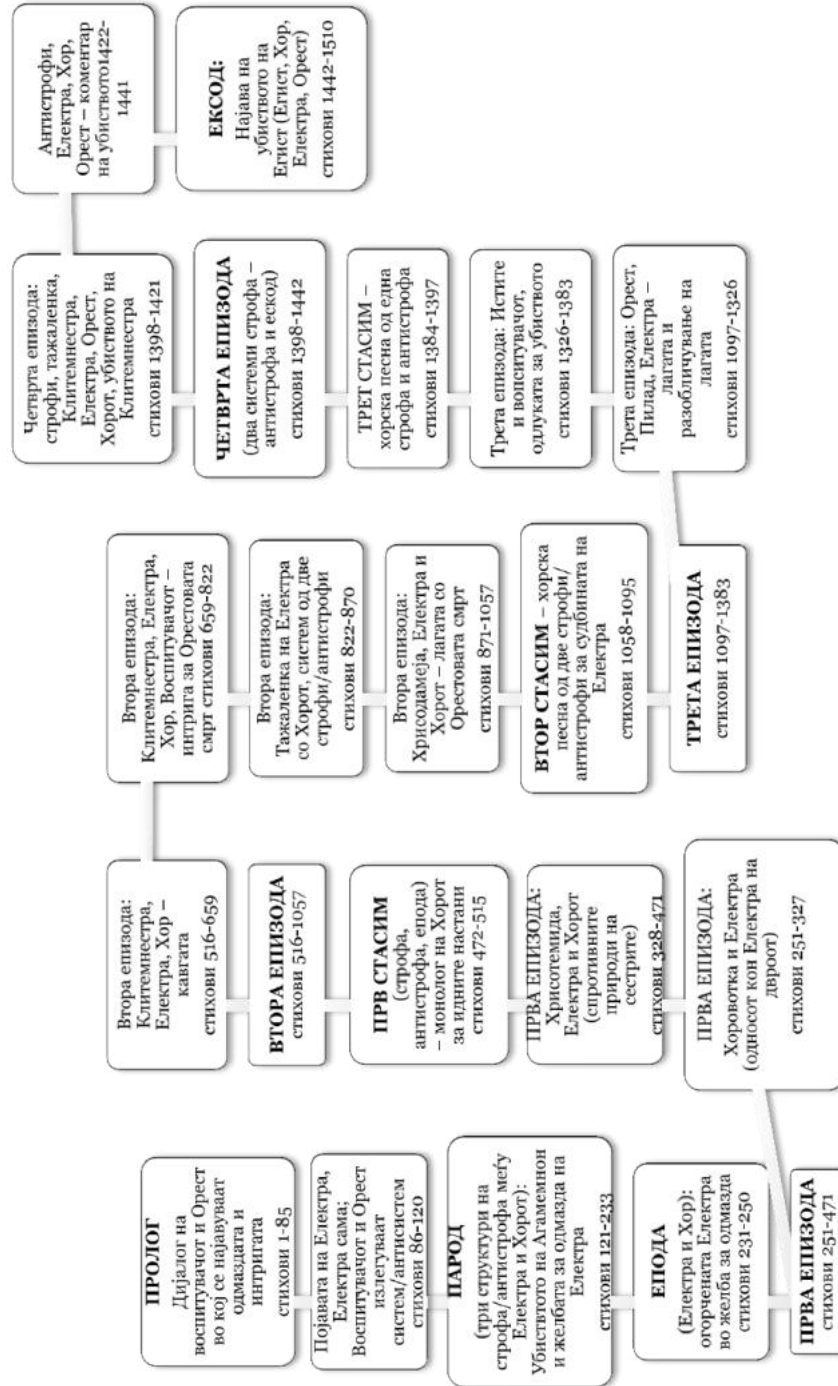 ПРОЛОГ
Дијалог на
воспитувачот и Орест
во кој се најавуваат
одмаздата и
интригата
стихови 1-85
Појавата на Електра,
Електра сама;
Воспитувачот и Орест
излегуваат
систем/антисистем
стихови 86-120
ПАРОД
(три структури на
строфа/антистрофа меѓу
Електра и Хорот):
Убиството на Агамемнон
и желбата за одмазда на
Електра
стихови 121-233
ЕПОДА
(Електра и Хор):
огорчената Електра
во желба за одмазда
стихови 231-250
ПРВА ЕПИЗОДА
стихови 251-471
ПРВА ЕПИЗОДА:
Хоровотка и Електра
(односот кон Електра на
двроот)
стихови 251-327
ПРВА ЕПИЗОДА:
Хрисотемида,
Електра и Хорот
(спротивните
природи на
сестрите)
стихови 328-471
ПРВ СТАСИМ
(строфа,
антистрофа, епода)
– монолог на Хорот
за идните настани
стихови 472-515
ВТОРА ЕПИЗОДА
стихови 516-1057
Втора епизода:
Клитемнестра,
Електра, Хор –
кавгата
стихови 516-659
Втора епизода:
Клитемнестра, Електра,
Хор, Воспитувачот –
интрига за Орестовата
смрт стихови 659-822
Втора епизода:
Тажаленка на Електра
со Хорот, систем од две
строфи/антистрофи
стихови 822-870
Втора епизода:
Хрисодамеја, Електра и
Хорот – лагата со
Орестовата смрт
стихови 871-1057
ВТОР СТАСИМ – хорска
песна од две строфи/
антистрофи за судбината на
Електра
стихови 1058-1095
ТРЕТА ЕПИЗОДА
стихови 1097-1383
Трета епизода: Орест,
Пилад, Електра –
лагата и
разобличување на
лагата
стихови 1097-1326
Трета епизода: Истите
и вопситувачот,
одлуката за убиството
стихови 1326-1383
ТРЕТ СТАСИМ –
хорска песна од една
строфа и антистрофа
стихови 1384-1397
ЧЕТВРТА ЕПИЗОДА
(два системи строфа –
антистрофа и ескод)
стихови 1398-1442
Четврта епизода:
строфи, тажаленка,
Клитемнестра,
Електра, Орест,
Хорот, убиството на
Клитемнестра
стихови 1398-1421
Антистрофи,
Електра, Хор,
Орест – коментар
на убиството1422-
1441
ЕКСОД:
Најава на
убиството на
Егист (Егист, Хор,
Електра, Орест)
стихови 1442-1510